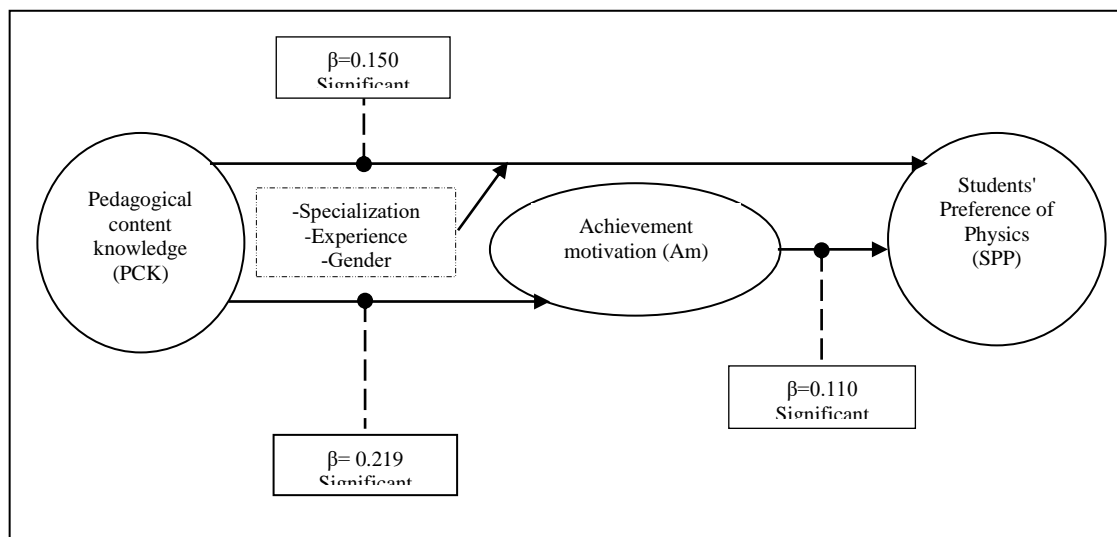 β=0.150
Significant
Pedagogical
content
knowledge
(PCK)
-Specialization
-Experience
-Gender
Achievement
motivation (Am)
Students'
Preference of
Physics
(SPP)
β=0.110
Significant
β= 0.219
Significant